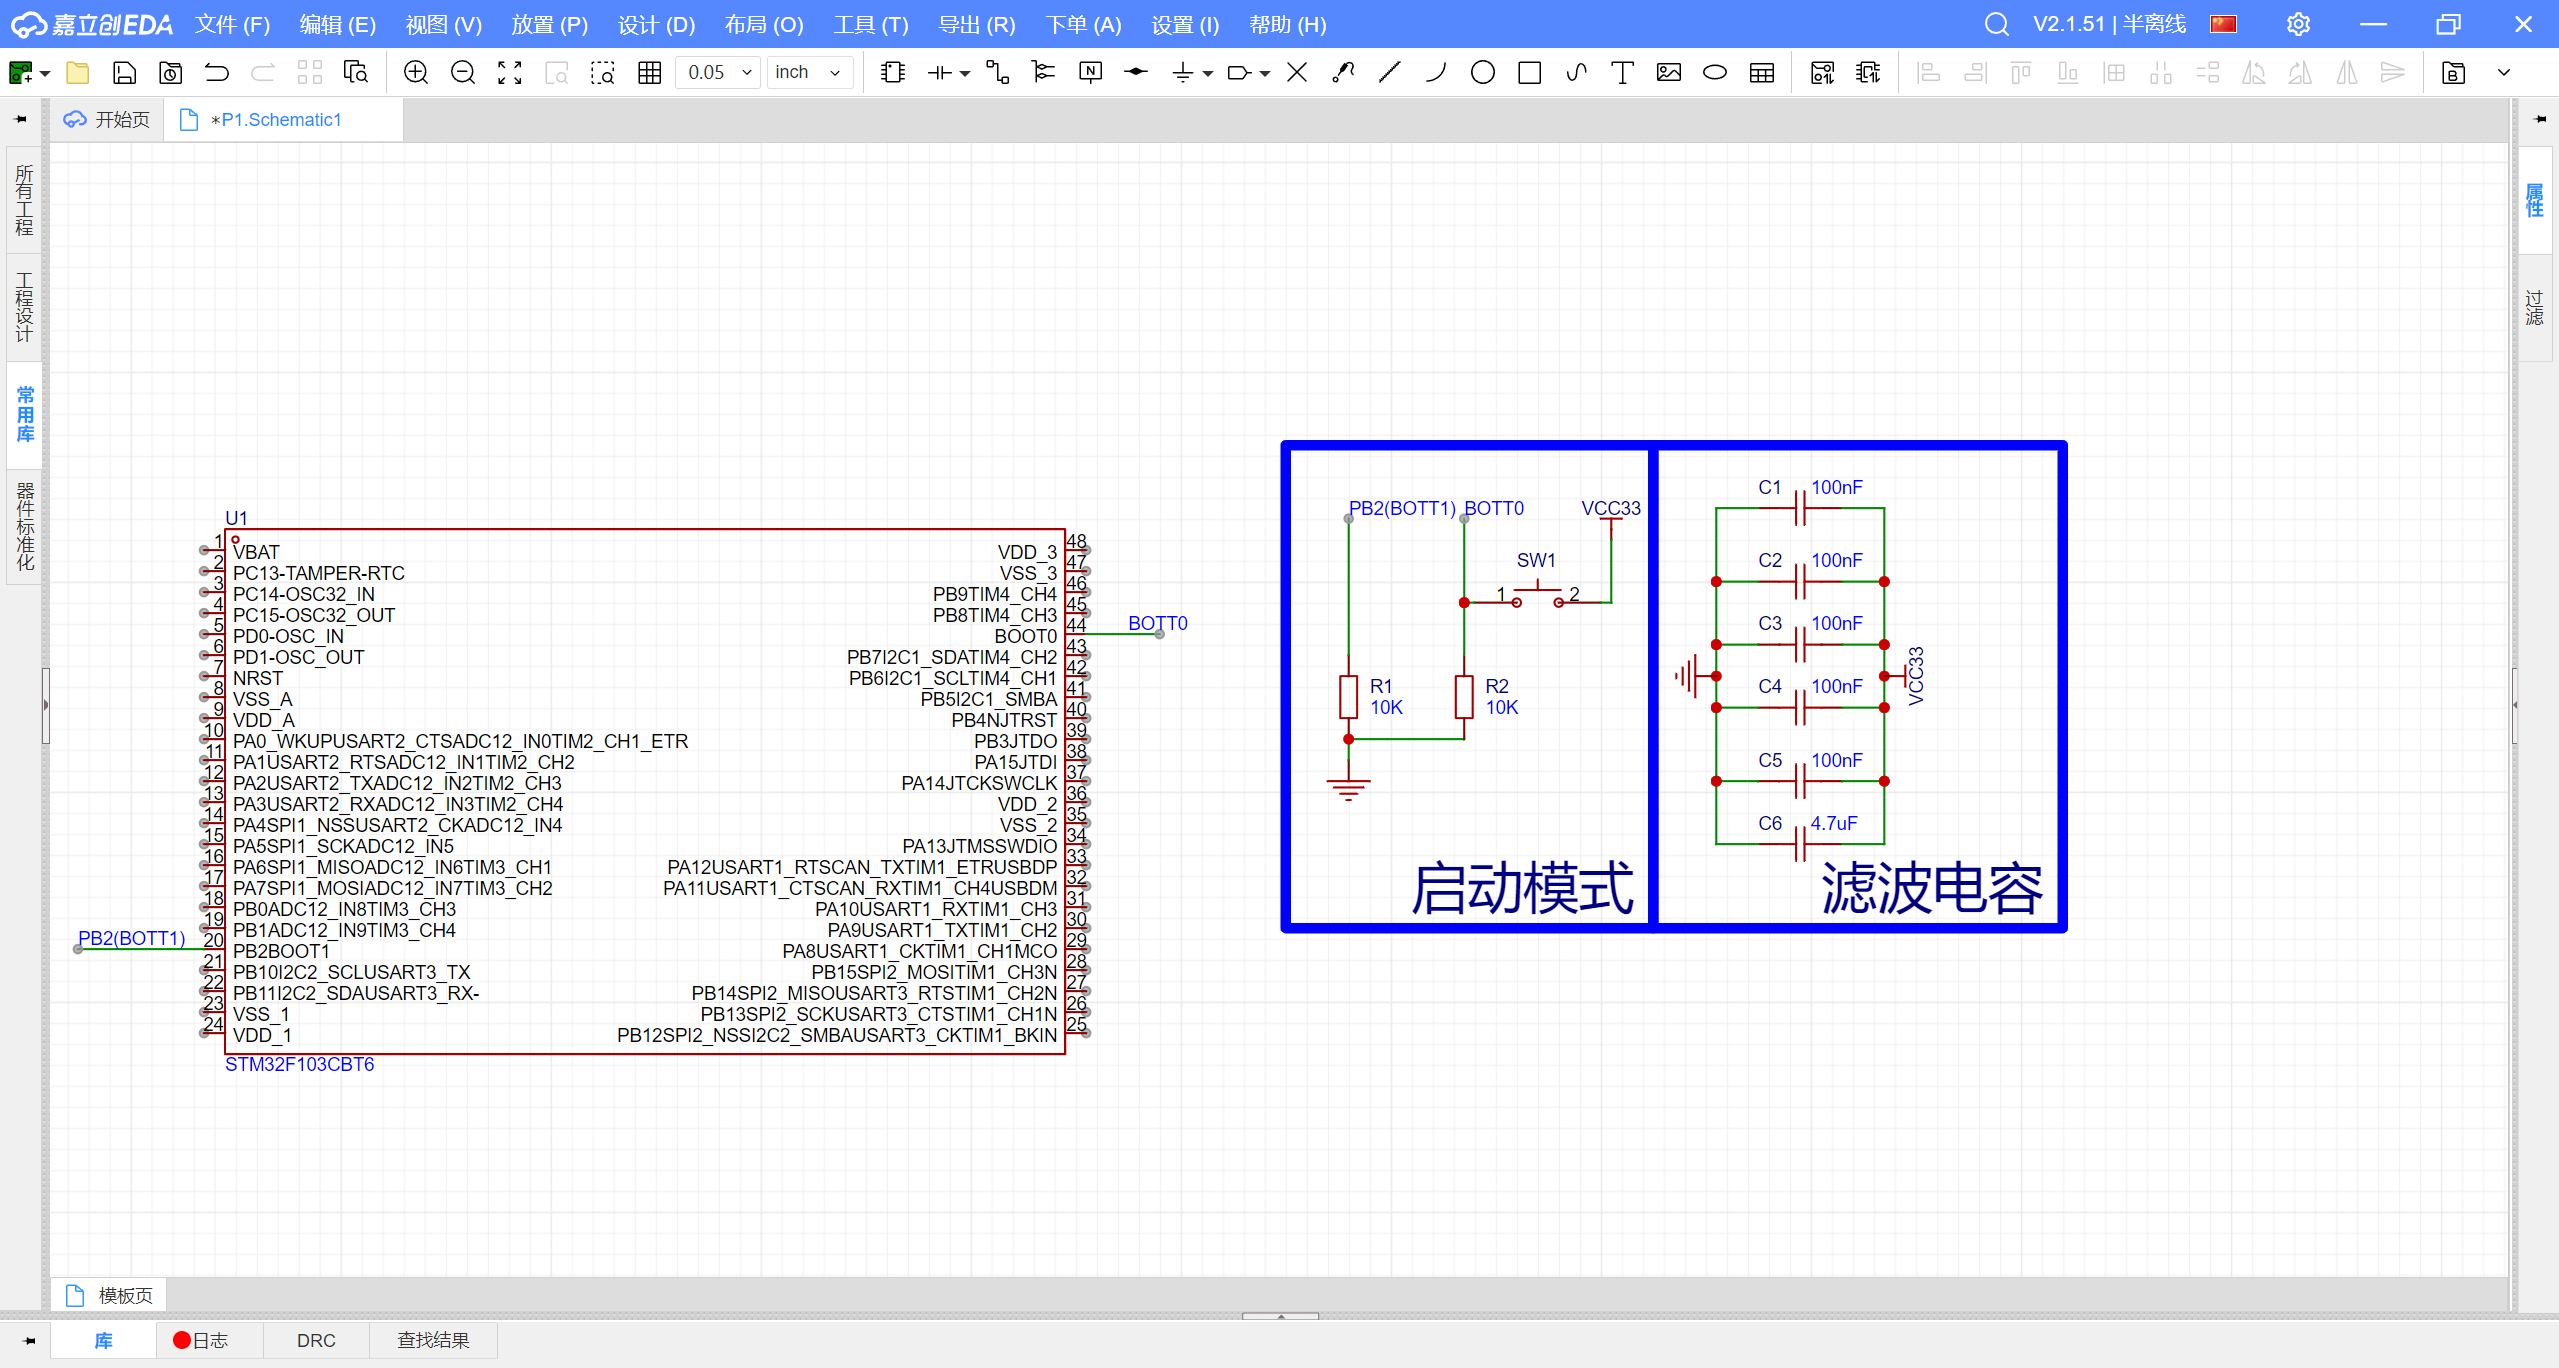 嘉立创EDA 文件 (F) 编辑 (E) 视图 (V) 放置 (P) 设计 (D) 布局 (O) 工具 (T) 导出 (R) 下单 (A) 设置 (I) 帮助 (H) V2.1.51 | 半离线
0.05 inch N B
开始页 *P1.Schematic1
所有工程
工程设计
常用库
器件标准化
属性
过滤
U1
1 VBAT
2 PC13-TAMPER-RTC
3 PC14-OSC32_IN
4 PC15-OSC32_OUT
5 PD0-OSC_IN
6 PD1-OSC_OUT
7 NRST
8 VSS_A
9 VDD_A
10 PA0_WKUPUSART2_CTSADC12_IN0TIM2_CH1_ETR
11 PA1USART2_RTSADC12_IN1TIM2_CH2
12 PA2USART2_TXADC12_IN2TIM2_CH3
13 PA3USART2_RXADC12_IN3TIM2_CH4
14 PA4SPI1_NSSUSART2_CKADC12_IN4
15 PA5SPI1_SCKADC12_IN5
16 PA6SPI1_MISOADC12_IN6TIM3_CH1
17 PA7SPI1_MOSIADC12_IN7TIM3_CH2
18 PB0ADC12_IN8TIM3_CH3
19 PB1ADC12_IN9TIM3_CH4
PB2(BOTT1) 20 PB2BOOT1
21 PB10I2C2_SCLUSART3_TX
22 PB11I2C2_SDAUSART3_RX-
23 VSS_1
24 VDD_1
VDD_3 48
VSS_3 47
PB9TIM4_CH4 46
PB8TIM4_CH3 45
BOOT0 44 BOTT0
PB7I2C1_SDATIM4_CH2 43
PB6I2C1_SCLTIM4_CH1 42
PB5I2C1_SMBA 41
PB4NJTRST 40
PB3JTDO 39
PA15JTDI 38
PA14JTCKSWCLK 37
VDD_2 36
VSS_2 35
PA13JTMSSWDIO 34
PA12USART1_RTSCAN_TXTIM1_ETRUSBDP 33
PA11USART1_CTSCAN_RXTIM1_CH4USBDM 32
PA10USART1_RXTIM1_CH3 31
PA9USART1_TXTIM1_CH2 30
PA8USART1_CKTIM1_CH1MCO 29
PB15SPI2_MOSITIM1_CH3N 28
PB14SPI2_MISOUSART3_RTSTIM1_CH2N 27
PB13SPI2_SCKUSART3_CTSTIM1_CH1N 26
PB12SPI2_NSSI2C2_SMBAUSART3_CKTIM1_BKIN 25
STM32F103CBT6
PB2(BOTT1) BOTT0 VCC33
SW1
1 2
R1 R2
10K 10K
启动模式
C1 100nF
C2 100nF
C3 100nF
VCC33
C4 100nF
C5 100nF
C6 4.7uF
滤波电容
模板页
库 日志 DRC 查找结果